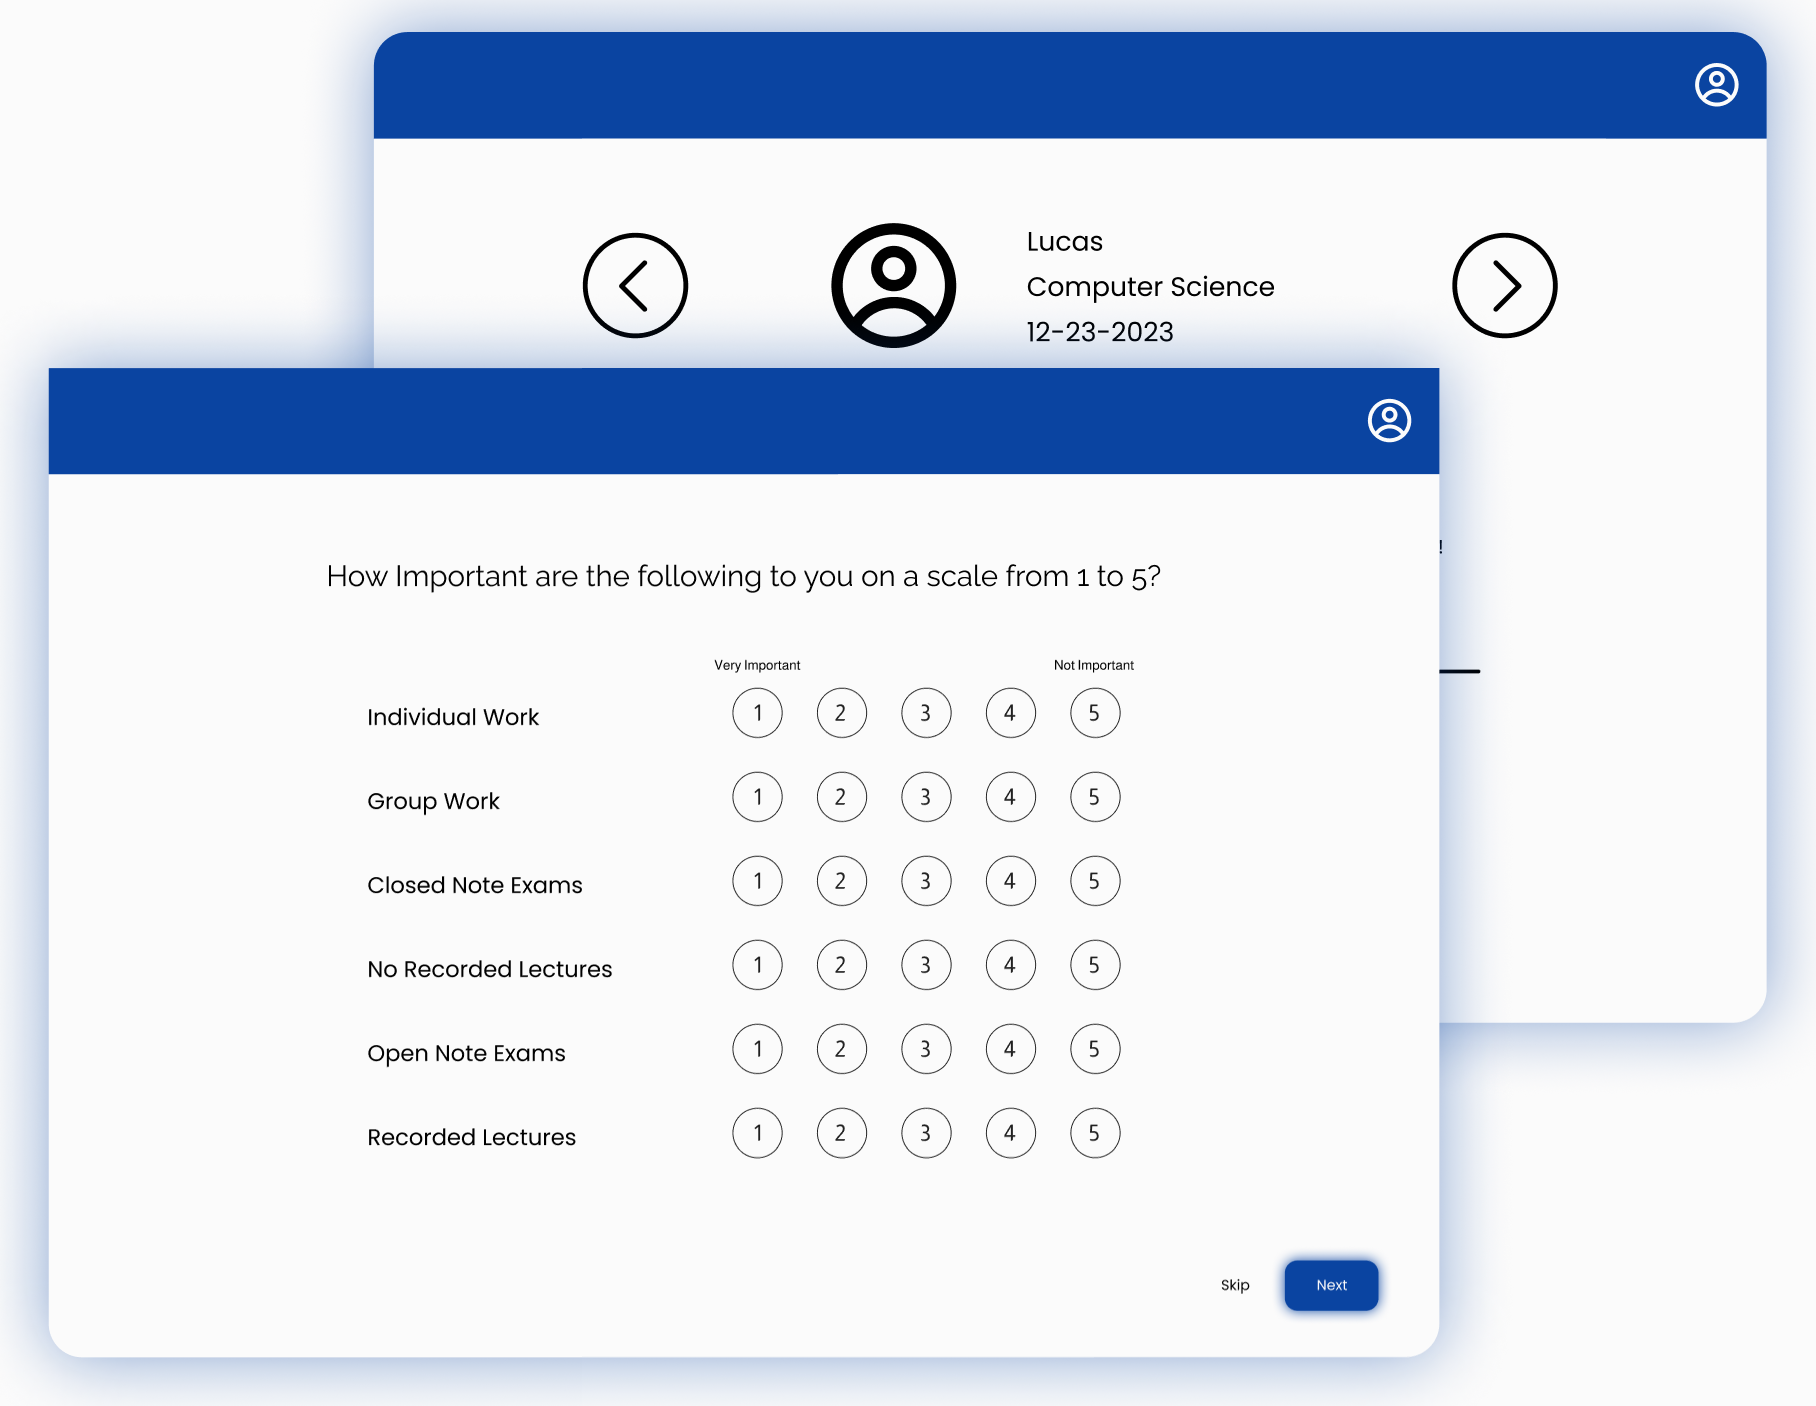 Lucas
Computer Science
12-23-2023
!
How Important are the following to you on a scale from 1 to 5?
Very Important Not Important
Individual Work 1 2 3 4 5
Group Work 1 2 3 4 5
Closed Note Exams 1 2 3 4 5
No Recorded Lectures 1 2 3 4 5
Open Note Exams 1 2 3 4 5
Recorded Lectures 1 2 3 4 5
Skip Next